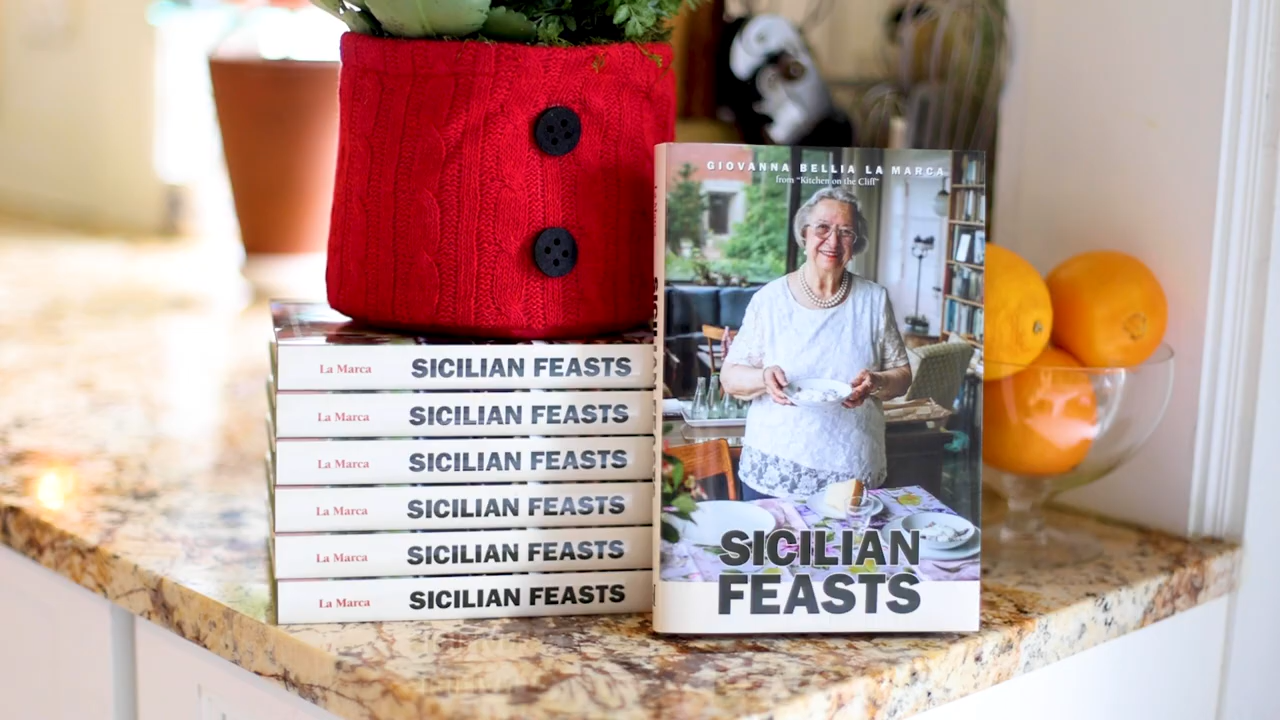 La Marca SICILIAN FEASTS
La Marca SICILIAN FEASTS
La Marca SICILIAN FEASTS
La Marca SICILIAN FEASTS
La Marca SICILIAN FEASTS
La Marca SICILIAN FEASTS
GIOVANNA BELLIA LA MARCA
from "Kitchen on the Cliff"
SICILIAN
FEASTS